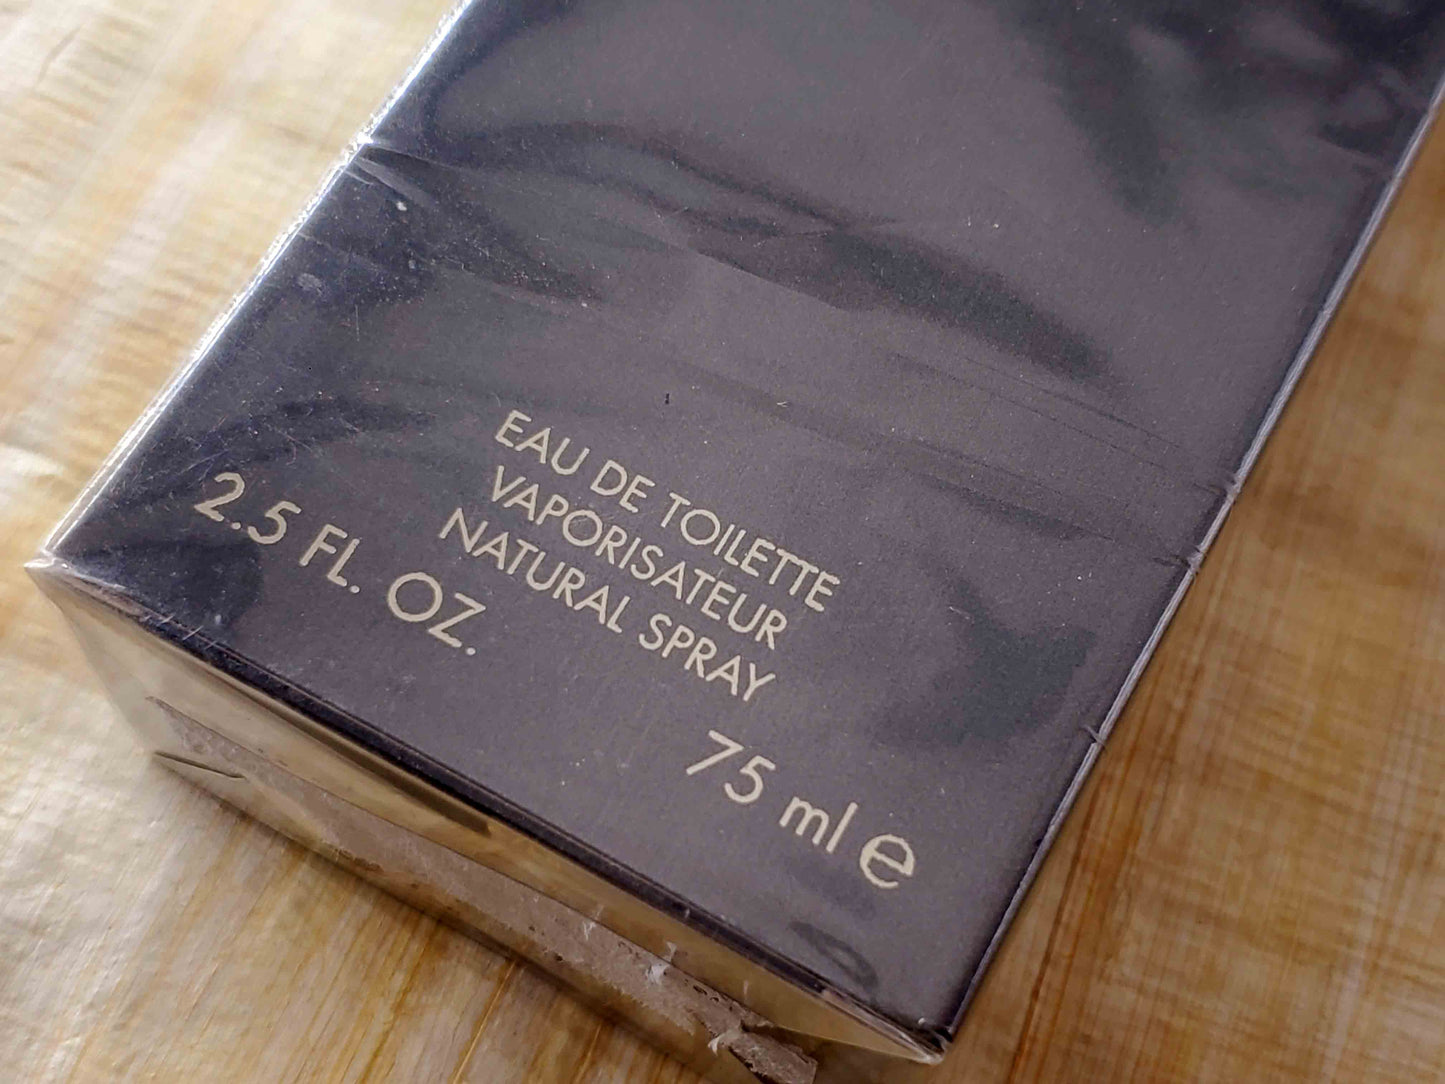 EAU DE TOILETTE
VAPORISATEUR
NATURAL SPRAY
2.5 FL. OZ.
75 ml e